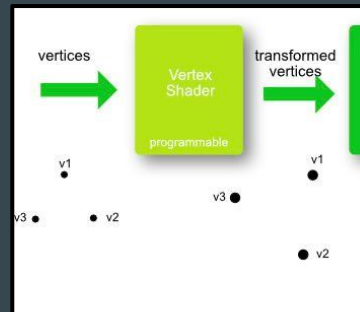 vertices
Vertex
Shader
programmable
transformed
vertices
v1
v3
v2
v1
v3
v2